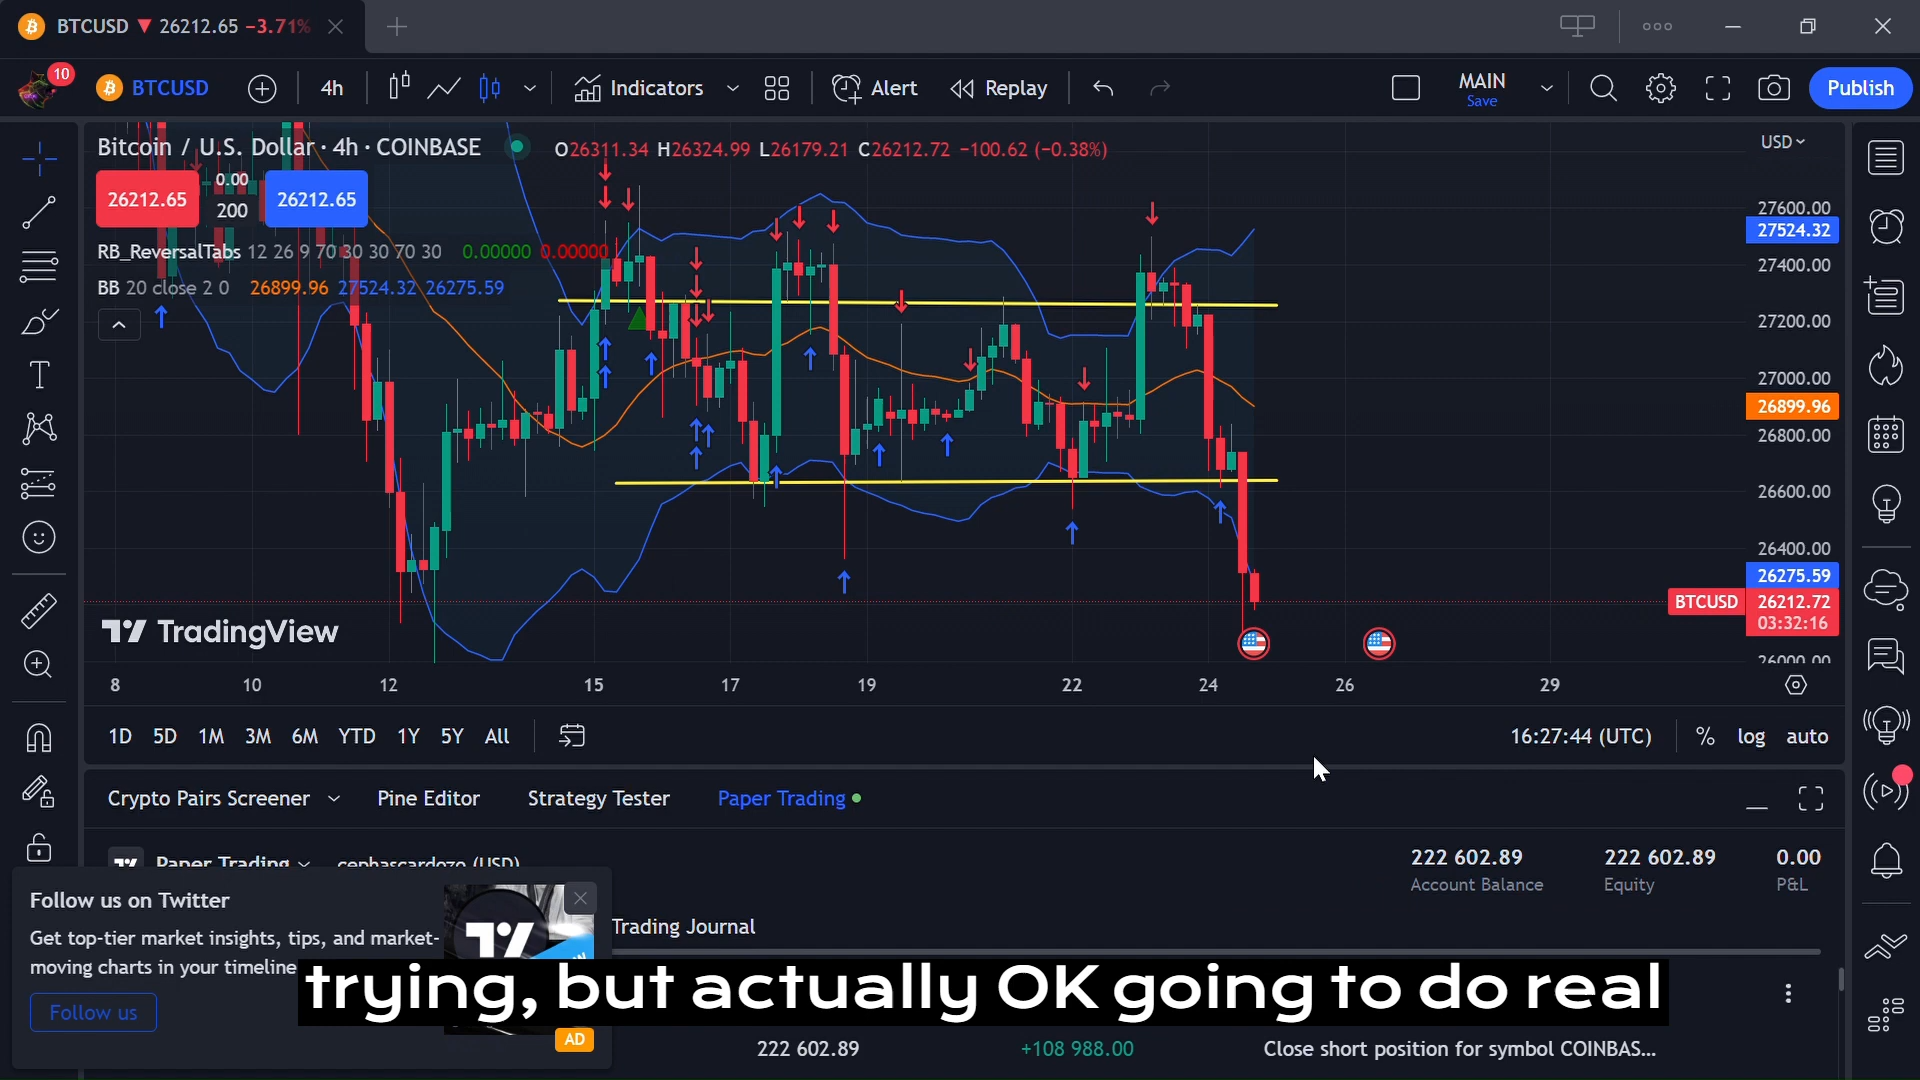 BTCUSD ▼ 26212.65 −3.71%
10
BTCUSD
4h
Indicators
Alert
Replay
MAIN
Save
Publish
Bitcoin / U.S. Dollar · 4h · COINBASE
O26311.34 H26324.99 L26179.21 C26212.72 −100.62 (−0.38%)
USD
26212.65
0.00
200
26212.65
RB_ReversalTabs 12 26 9 70 30 30 70 30 0.00000 0.00000
BB 20 close 2 0 26899.96 27524.32 26275.59
27600.00
27524.32
27400.00
27200.00
27000.00
26899.96
26800.00
26600.00
26400.00
26275.59
BTCUSD 26212.72
03:32:16
26000.00
TradingView
8 10 12 15 17 19 22 24 26 29
1D 5D 1M 3M 6M YTD 1Y 5Y All
16:27:44 (UTC) % log auto
Crypto Pairs Screener
Pine Editor
Strategy Tester
Paper Trading
Paper Trading
cephascardozo (USD)
222 602.89
Account Balance
222 602.89
Equity
0.00
P&L
Follow us on Twitter
Get top-tier market insights, tips, and market-
moving charts in your timeline
Follow us
AD
Trading Journal
trying, but actually OK going to do real
222 602.89
+108 988.00
Close short position for symbol COINBAS...